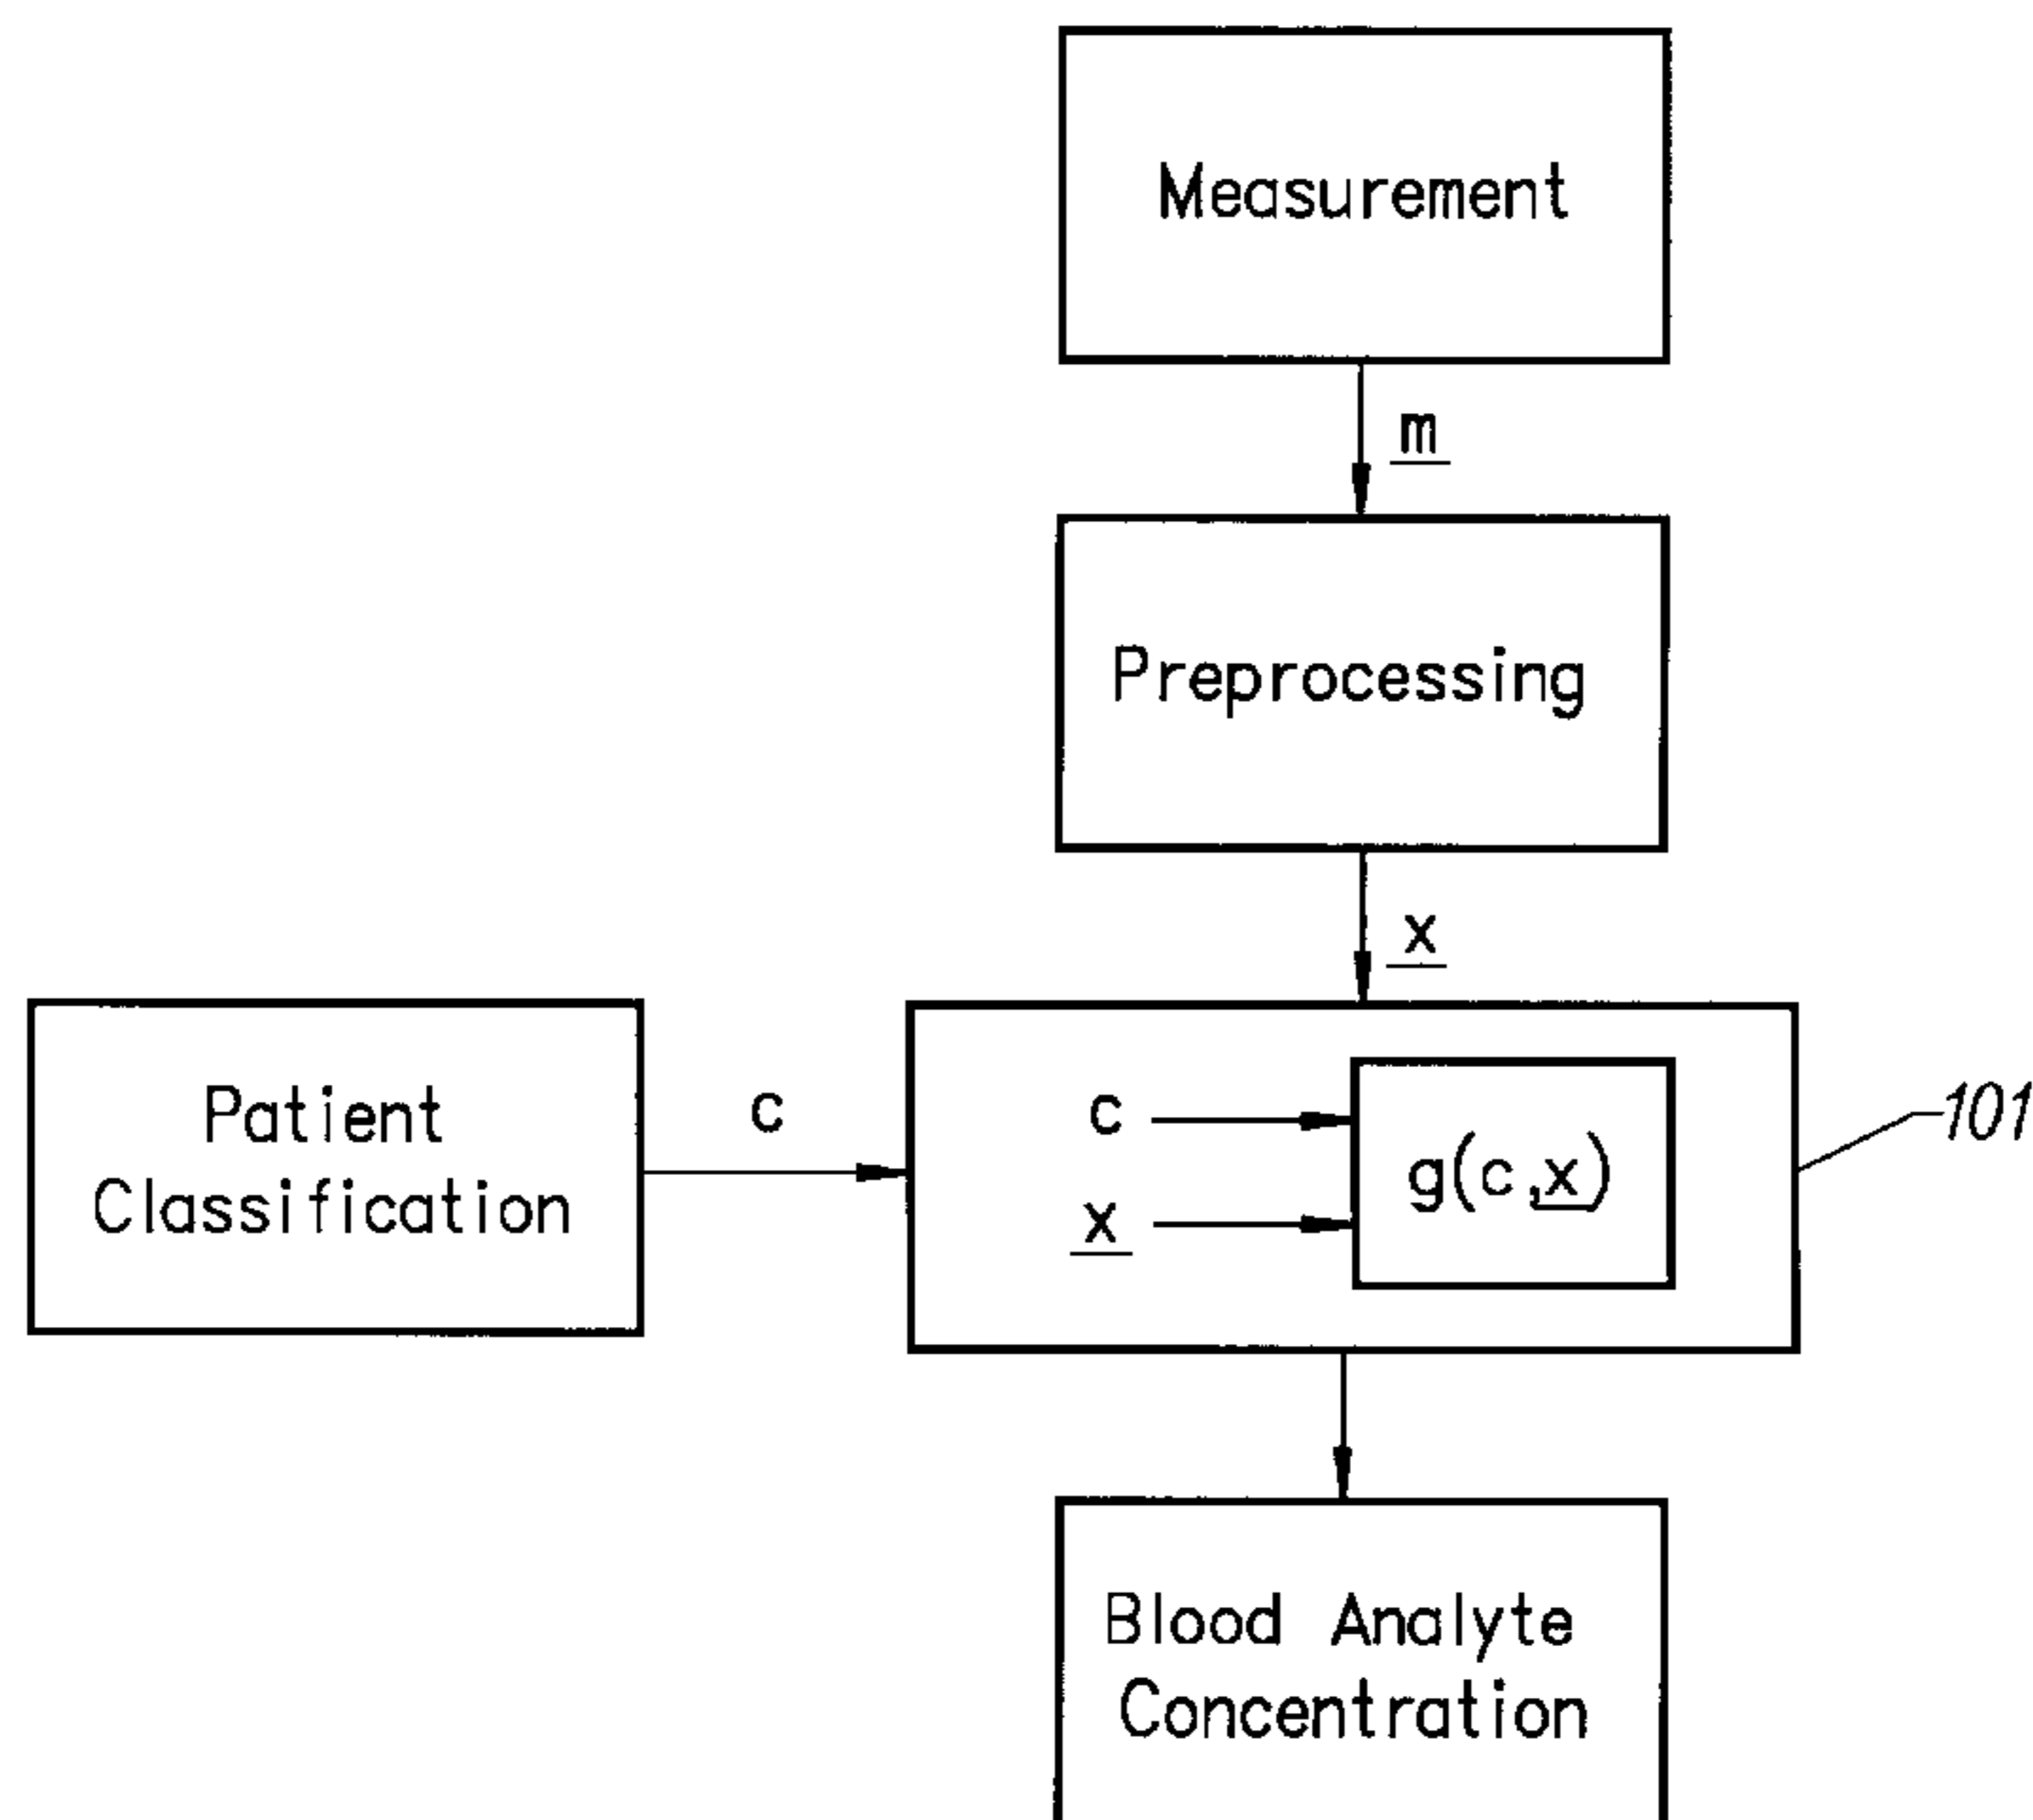 Measurement
m
Preprocessing
x
Patient
Classification
c
c
x
g(c,x)
101
Blood Analyte
Concentration